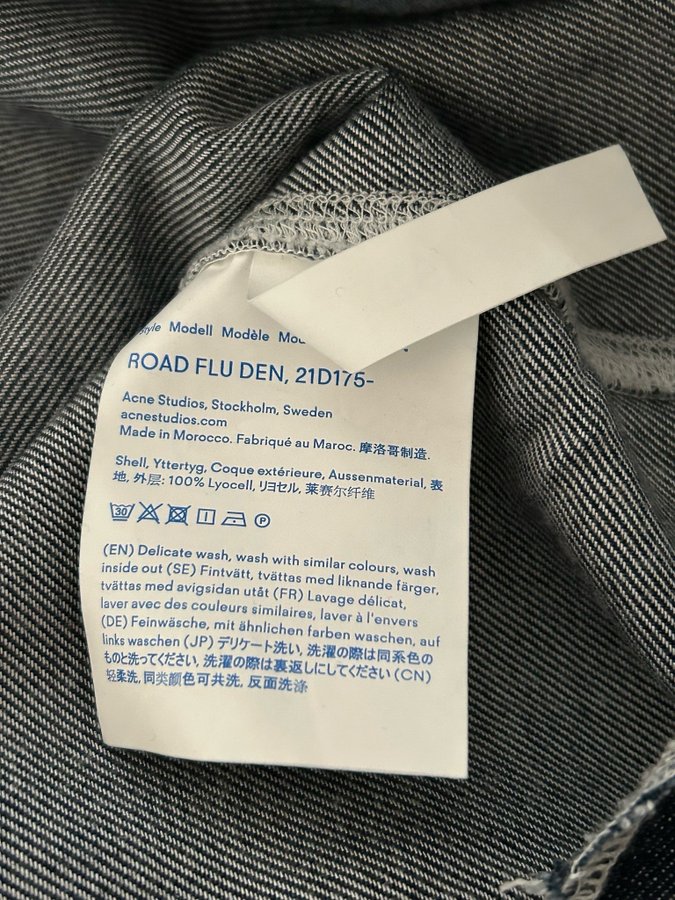 Modell Modèle
ROAD FLU DEN, 21D175-
Acne Studios, Stockholm, Sweden
acnestudios.com
Made in Morocco. Fabriqué au Maroc. 摩洛哥制造.
Shell, Yttertyg, Coque extérieure, Aussenmaterial, 表
地, 外层: 100% Lyocell, リヨセル, 莱赛尔纤维
30 P
(EN) Delicate wash, wash with similar colours, wash
inside out (SE) Fintvätt, tvättas med liknande färger,
tvättas med avigsidan utåt (FR) Lavage délicat,
laver avec des couleurs similaires, laver à l'envers
(DE) Feinwäsche, mit ähnlichen farben waschen, auf
links waschen (JP) デリケート洗い, 洗濯の際は同系色の
ものと洗ってください, 洗濯の際は裏返しにしてください (CN)
轻柔洗, 同类颜色可共洗, 反面洗涤